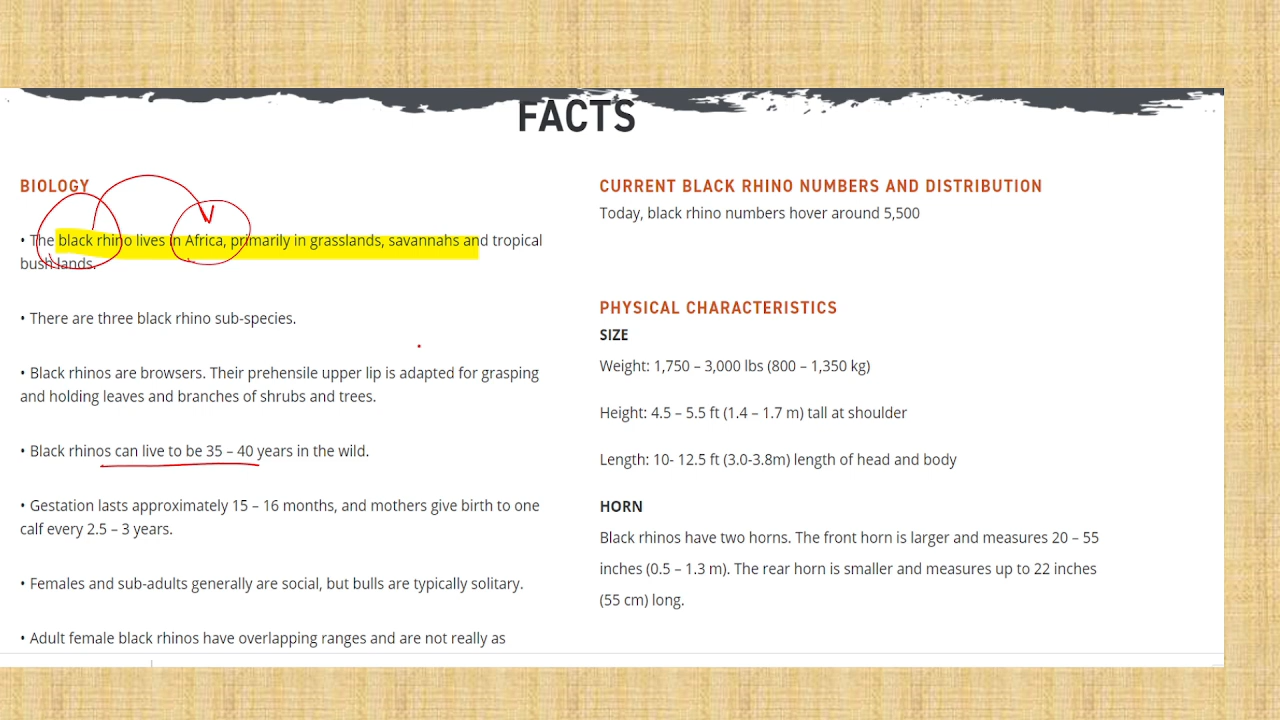 FACTS
BIOLOGY
• The black rhino lives in Africa, primarily in grasslands, savannahs and tropical
bush lands.
• There are three black rhino sub-species.
• Black rhinos are browsers. Their prehensile upper lip is adapted for grasping
and holding leaves and branches of shrubs and trees.
• Black rhinos can live to be 35 – 40 years in the wild.
• Gestation lasts approximately 15 – 16 months, and mothers give birth to one
calf every 2.5 – 3 years.
• Females and sub-adults generally are social, but bulls are typically solitary.
• Adult female black rhinos have overlapping ranges and are not really as
CURRENT BLACK RHINO NUMBERS AND DISTRIBUTION
Today, black rhino numbers hover around 5,500
PHYSICAL CHARACTERISTICS
SIZE
Weight: 1,750 – 3,000 lbs (800 – 1,350 kg)
Height: 4.5 – 5.5 ft (1.4 – 1.7 m) tall at shoulder
Length: 10- 12.5 ft (3.0-3.8m) length of head and body
HORN
Black rhinos have two horns. The front horn is larger and measures 20 – 55
inches (0.5 – 1.3 m). The rear horn is smaller and measures up to 22 inches
(55 cm) long.